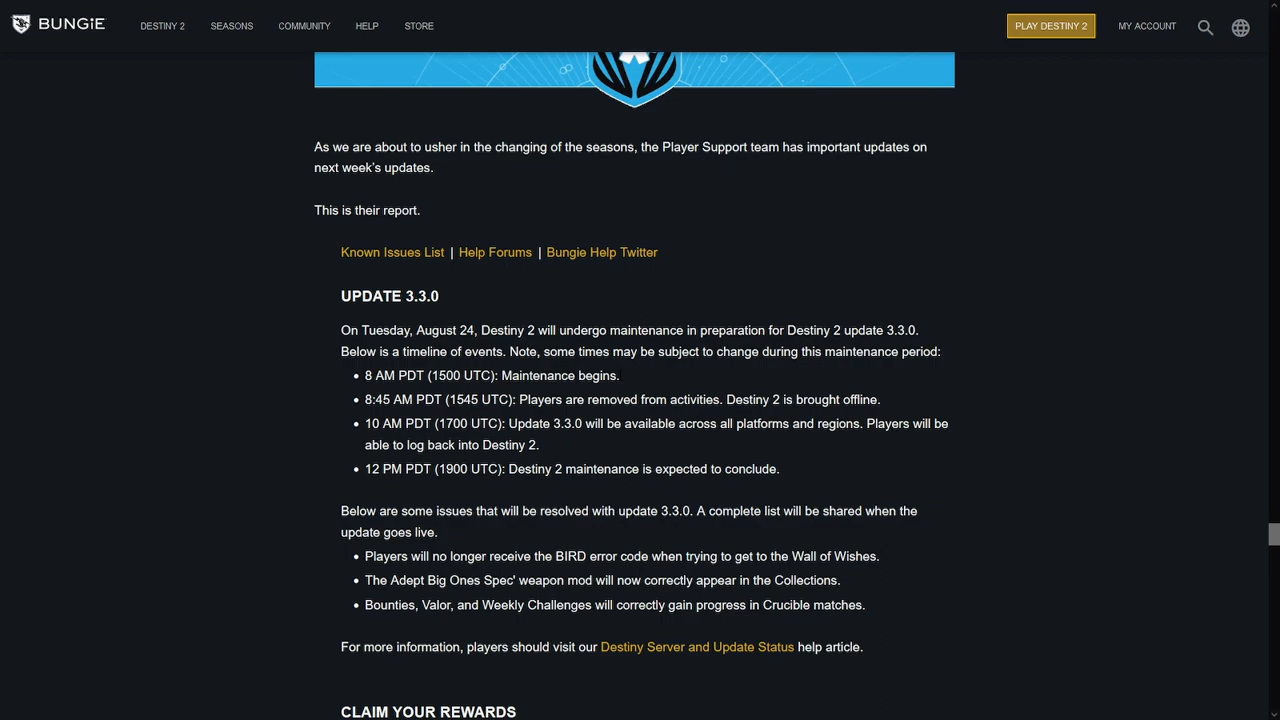 BUNGiE DESTINY 2 SEASONS COMMUNITY HELP STORE PLAY DESTINY 2 MY ACCOUNT
As we are about to usher in the changing of the seasons, the Player Support team has important updates on
next week’s updates.
This is their report.
Known Issues List | Help Forums | Bungie Help Twitter
UPDATE 3.3.0
On Tuesday, August 24, Destiny 2 will undergo maintenance in preparation for Destiny 2 update 3.3.0.
Below is a timeline of events. Note, some times may be subject to change during this maintenance period:
• 8 AM PDT (1500 UTC): Maintenance begins.
• 8:45 AM PDT (1545 UTC): Players are removed from activities. Destiny 2 is brought offline.
• 10 AM PDT (1700 UTC): Update 3.3.0 will be available across all platforms and regions. Players will be
able to log back into Destiny 2.
• 12 PM PDT (1900 UTC): Destiny 2 maintenance is expected to conclude.
Below are some issues that will be resolved with update 3.3.0. A complete list will be shared when the
update goes live.
• Players will no longer receive the BIRD error code when trying to get to the Wall of Wishes.
• The Adept Big Ones Spec' weapon mod will now correctly appear in the Collections.
• Bounties, Valor, and Weekly Challenges will correctly gain progress in Crucible matches.
For more information, players should visit our Destiny Server and Update Status help article.
CLAIM YOUR REWARDS